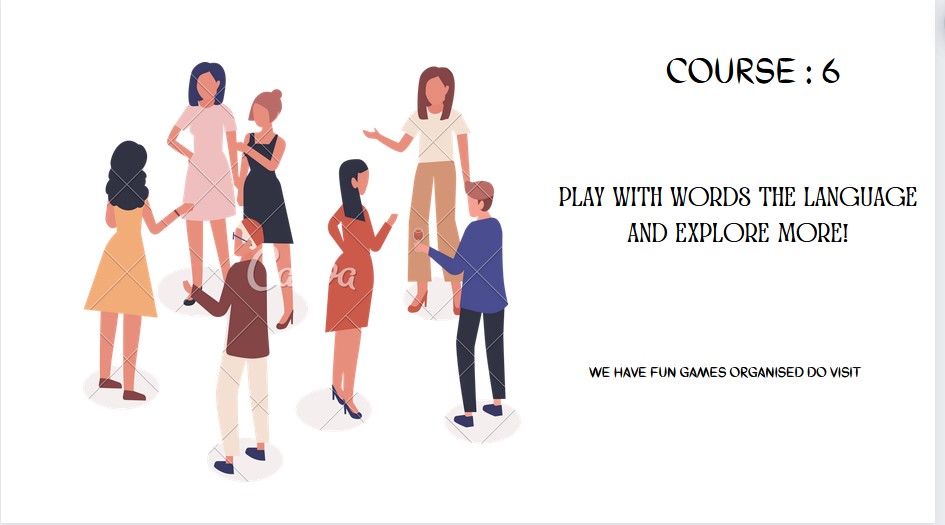 COURSE : 6
PLAY WITH WORDS THE LANGUAGE
AND EXPLORE MORE!
WE HAVE FUN GAMES ORGANISED DO VISIT
Canva